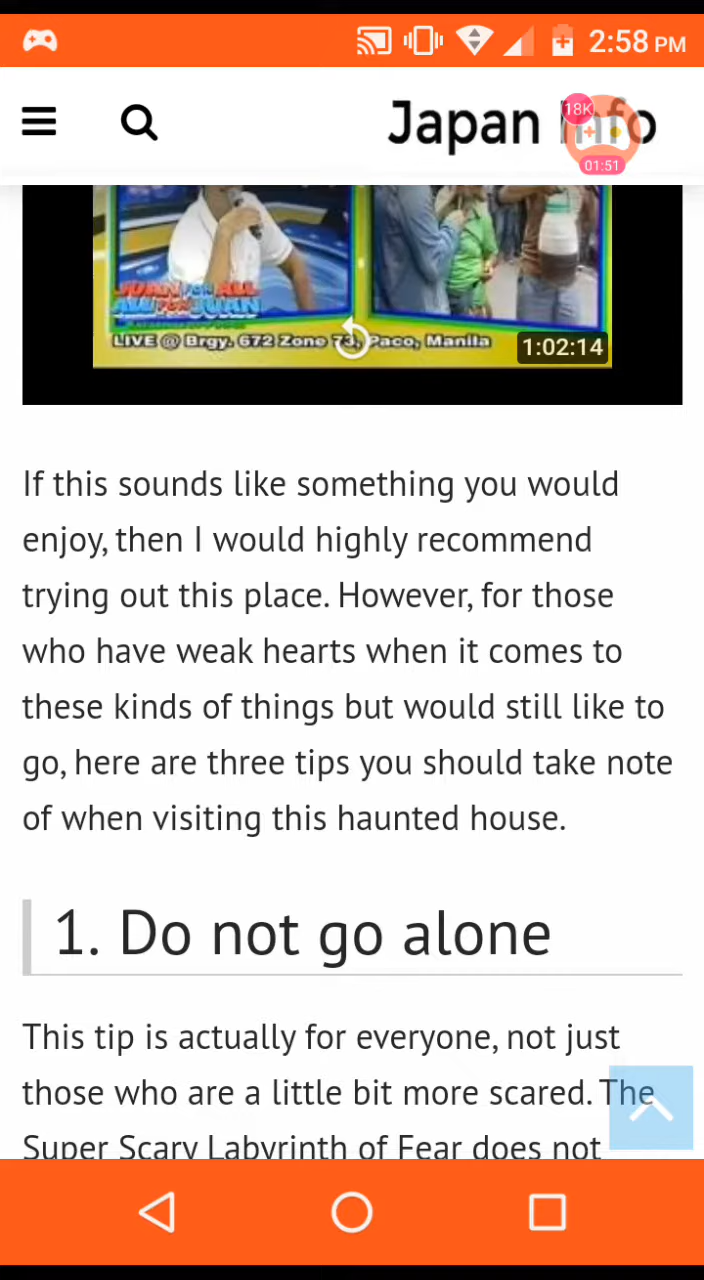 2:58 PM
Japan Info
18K
01:51
JUAN FOR ALL
ALL FOR JUAN
LIVE @ Brgy. 672 Zone 73, Paco, Manila
1:02:14
If this sounds like something you would
enjoy, then I would highly recommend
trying out this place. However, for those
who have weak hearts when it comes to
these kinds of things but would still like to
go, here are three tips you should take note
of when visiting this haunted house.
1. Do not go alone
This tip is actually for everyone, not just
those who are a little bit more scared. The
Super Scary Labyrinth of Fear does not